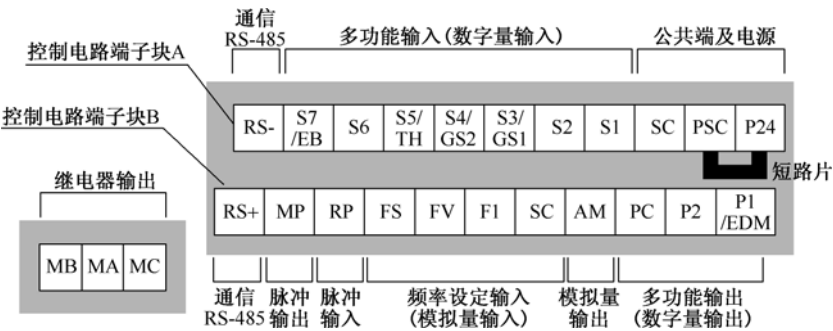 通信
RS-485
多功能输入(数字量输入)
公共端及电源
控制电路端子块A
控制电路端子块B
RS- S7/EB S6 S5/TH S4/GS2 S3/GS1 S2 S1 SC PSC P24
短路片
继电器输出
RS+ MP RP FS FV F1 SC AM PC P2 P1/EDM
MB MA MC
通信
RS-485
脉冲
输出
脉冲
输入
频率设定输入
(模拟量输入)
模拟量
输出
多功能输出
(数字量输出)